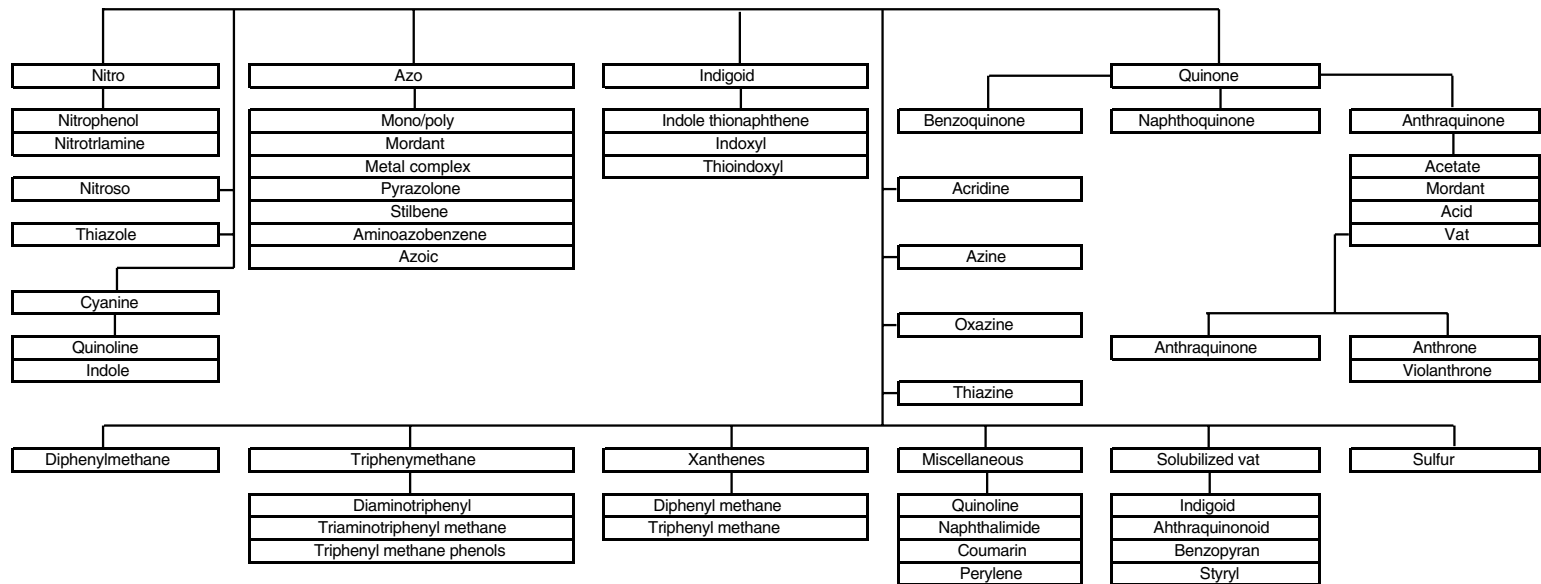 Nitro
Azo
Indigoid
Quinone
Nitrophenol
Nitrotrlamine
Mono/poly
Mordant
Metal complex
Pyrazolone
Stilbene
Aminoazobenzene
Azoic
Indole thionaphthene
Indoxyl
Thioindoxyl
Benzoquinone
Naphthoquinone
Anthraquinone
Acetate
Mordant
Acid
Vat
Nitroso
Thiazole
Cyanine
Quinoline
Indole
Acridine
Azine
Oxazine
Thiazine
Anthraquinone
Anthrone
Violanthrone
Diphenylmethane
Triphenymethane
Xanthenes
Miscellaneous
Solubilized vat
Sulfur
Diaminotriphenyl
Triaminotriphenyl methane
Triphenyl methane phenols
Diphenyl methane
Triphenyl methane
Quinoline
Naphthalimide
Coumarin
Perylene
Indigoid
Ahthraquinonoid
Benzopyran
Styryl